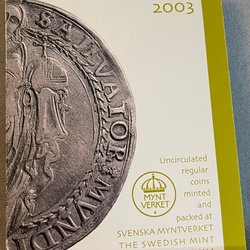 2003
SALVATOR MVNDI
MYNT
VERKET
Uncirculated
regular
coins
minted
and
packed at
SVENSKA MYNTVERKET
THE SWEDISH MINT